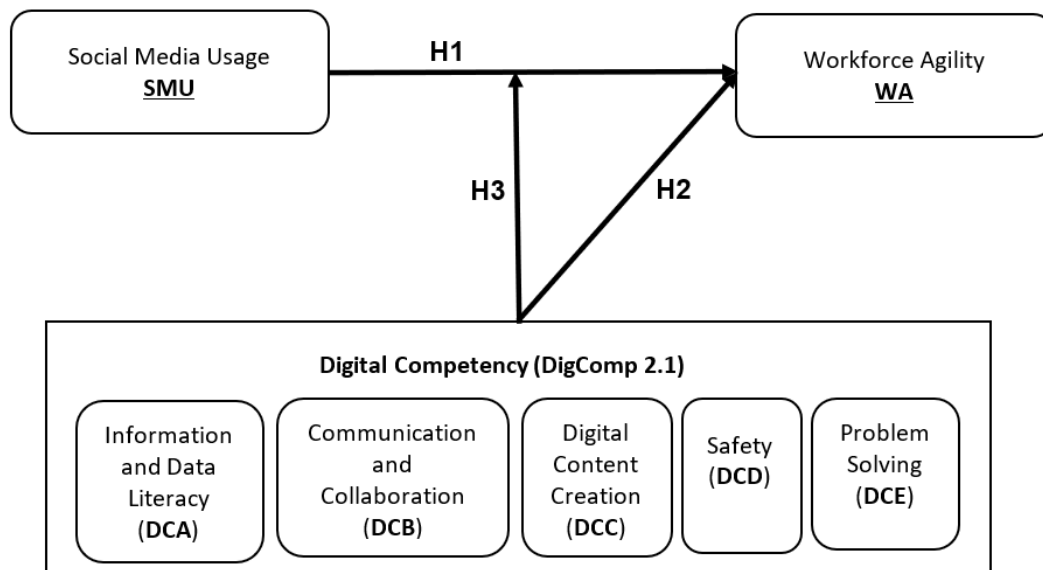 Social Media Usage
SMU
H1
Workforce Agility
WA
H3
H2
Digital Competency (DigComp 2.1)
Information
and Data
Literacy
(DCA)
Communication
and
Collaboration
(DCB)
Digital
Content
Creation
(DCC)
Safety
(DCD)
Problem
Solving
(DCE)